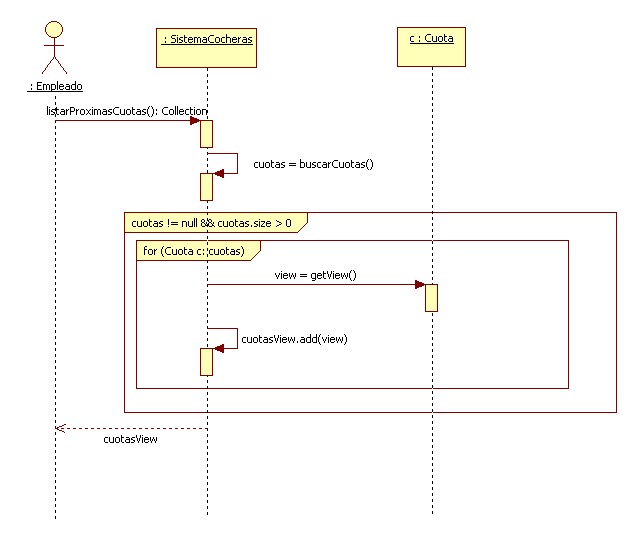 : SistemaCocheras
c : Cuota
: Empleado
listarProximasCuotas(): Collection
cuotas = buscarCuotas()
cuotas != null && cuotas.size > 0
for (Cuota c: cuotas)
view = getView()
cuotasView.add(view)
cuotasView